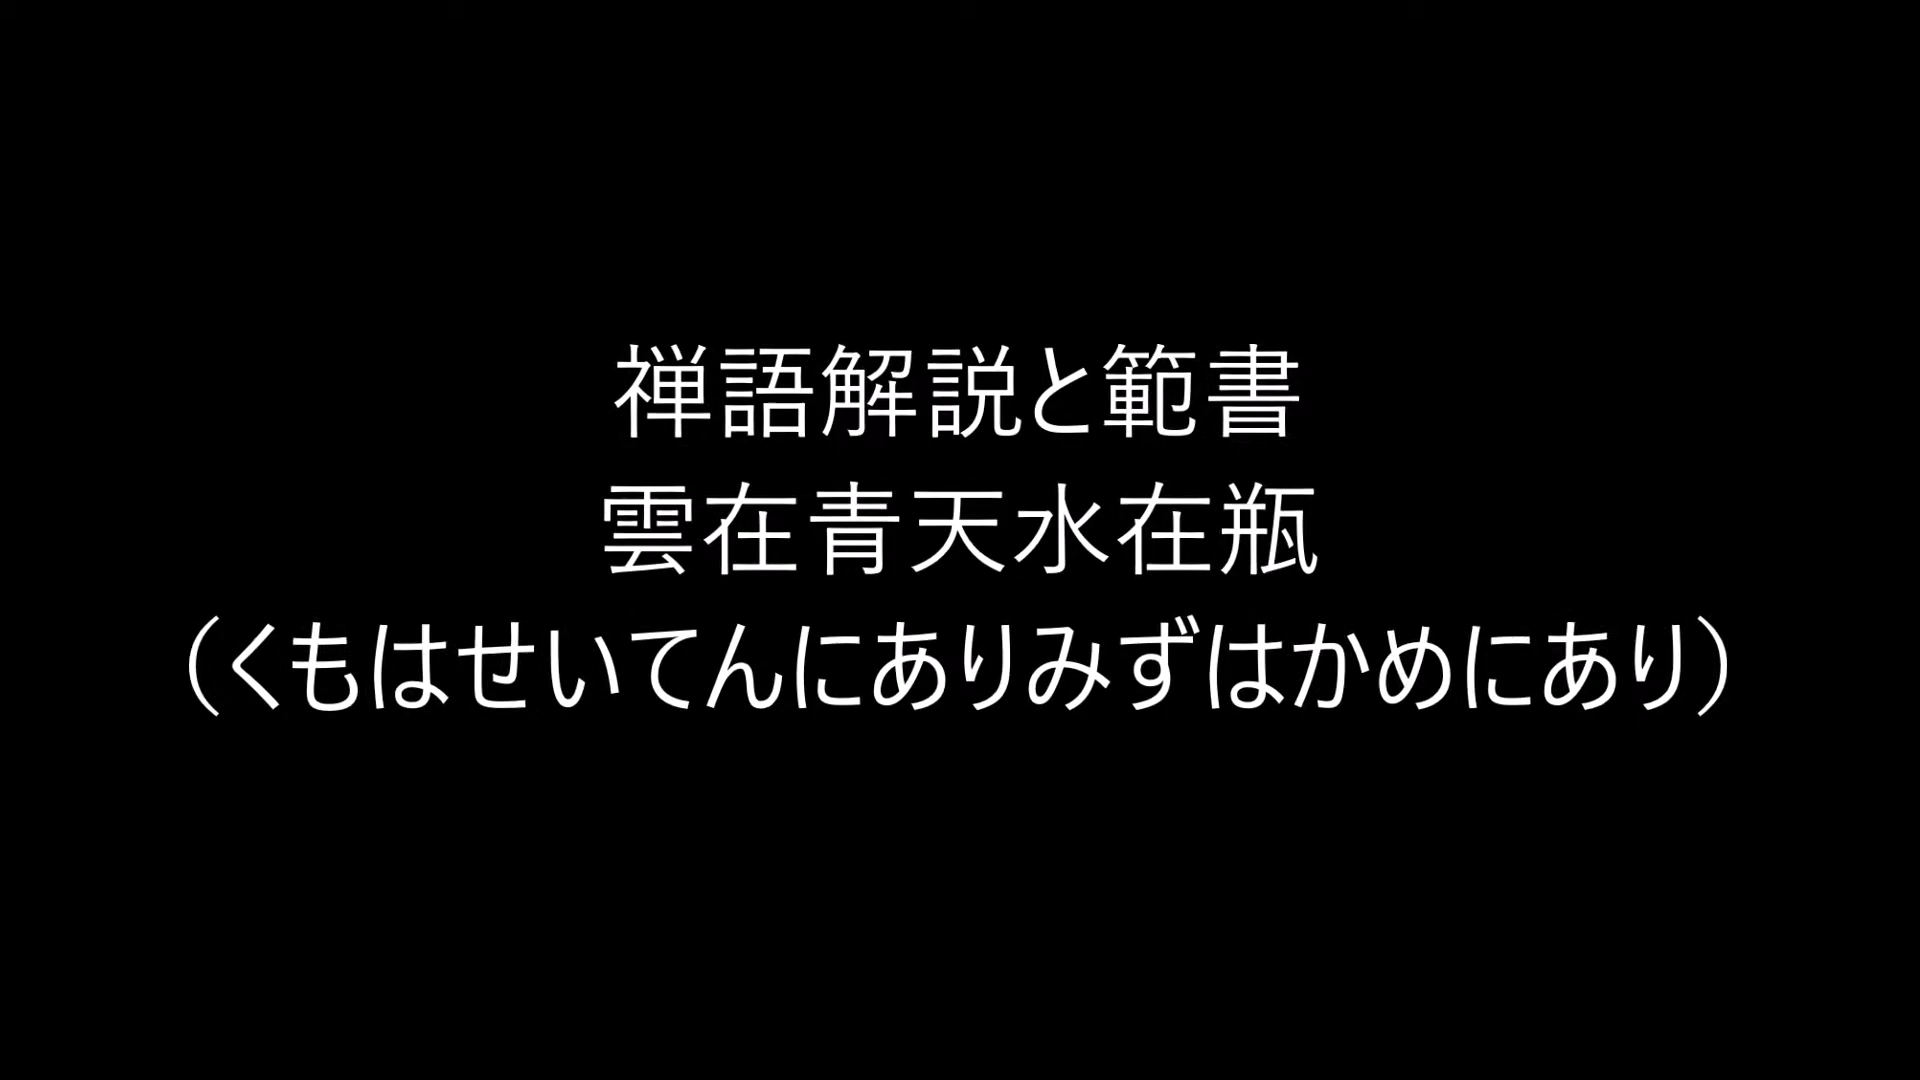 禅語解説と範書
雲在青天水在瓶
（くもはせいてんにありみずはかめにあり）